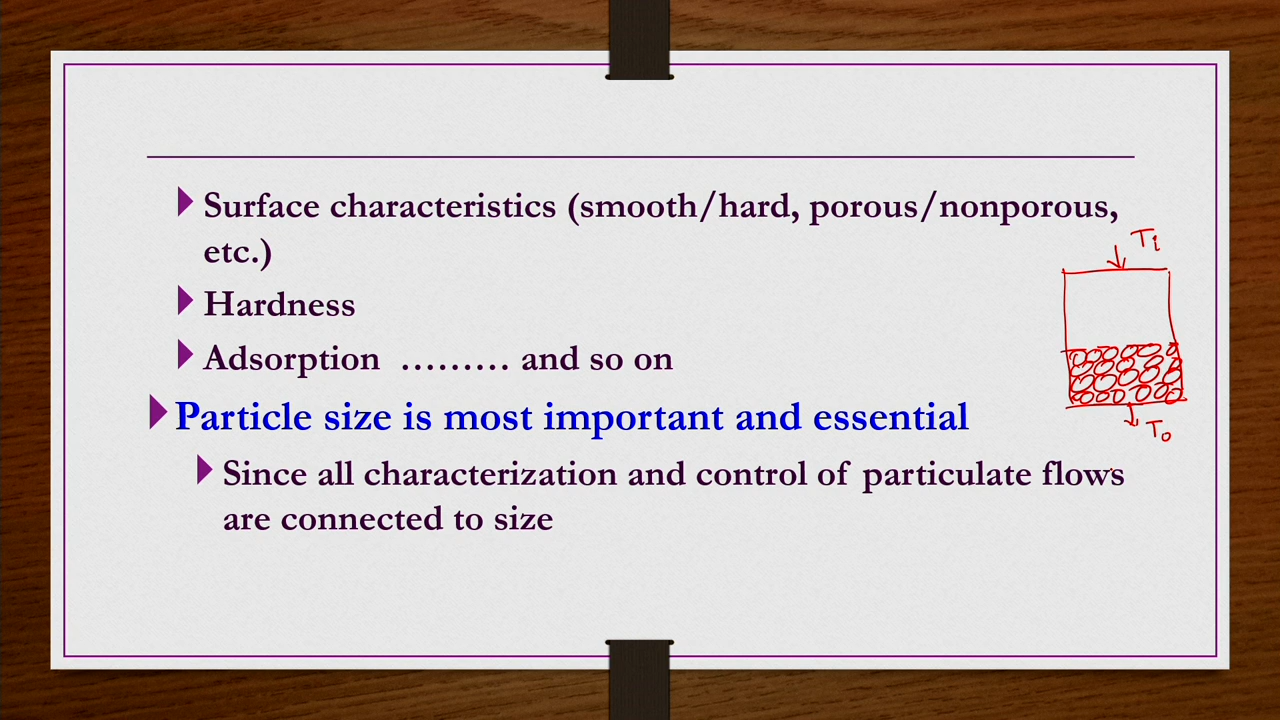 Surface characteristics (smooth/hard, porous/nonporous,
etc.)
Hardness
Adsorption ......... and so on
Particle size is most important and essential
Since all characterization and control of particulate flows
are connected to size
Ti
To